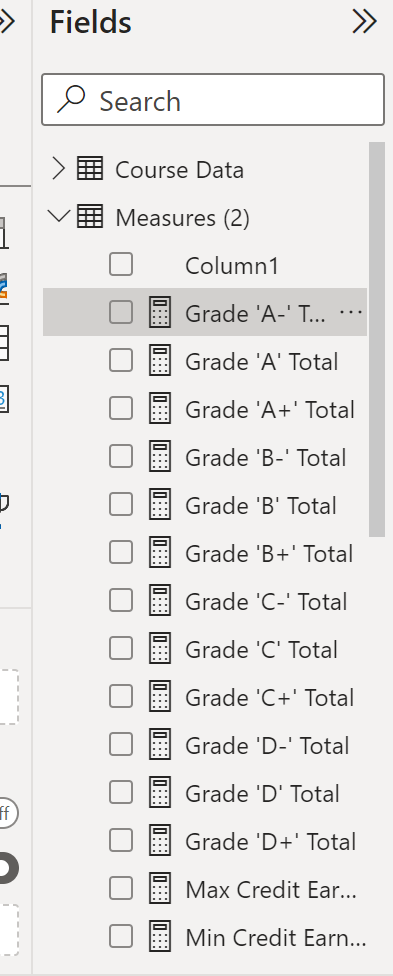 Fields
Search
Course Data
Measures (2)
Column1
Grade 'A-' T...
Grade 'A' Total
Grade 'A+' Total
Grade 'B-' Total
Grade 'B' Total
Grade 'B+' Total
Grade 'C-' Total
Grade 'C' Total
Grade 'C+' Total
Grade 'D-' Total
Grade 'D' Total
Grade 'D+' Total
Max Credit Ear...
Min Credit Earn...